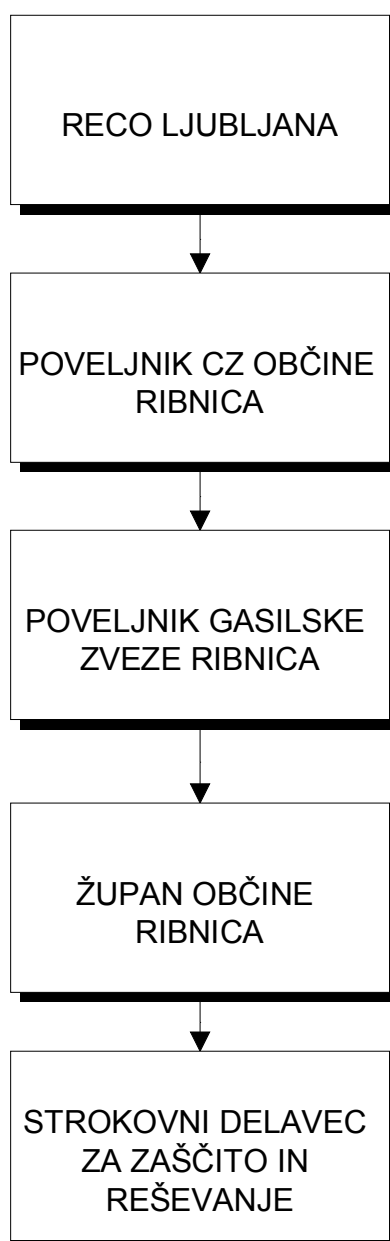 RECO LJUBLJANA
POVELJNIK CZ OBČINE
RIBNICA
POVELJNIK GASILSKE
ZVEZE RIBNICA
ŽUPAN OBČINE
RIBNICA
STROKOVNI DELAVEC
ZA ZAŠČITO IN
REŠEVANJE